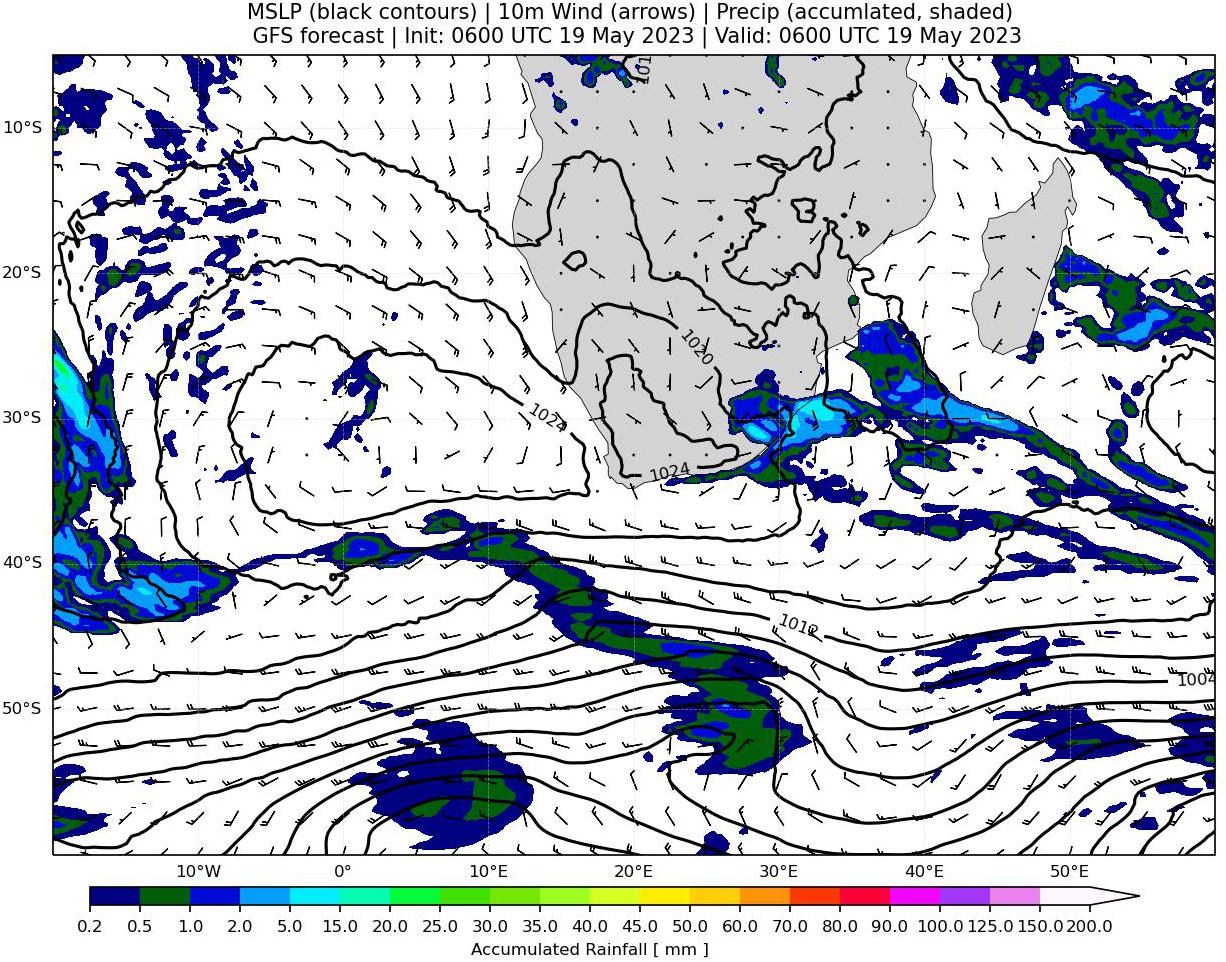 MSLP (black contours) | 10m Wind (arrows) | Precip (accumlated, shaded)
GFS forecast | Init: 0600 UTC 19 May 2023 | Valid: 0600 UTC 19 May 2023
101
10°S
20°S
1020
1024
30°S
1024
40°S
1012
1004
50°S
10°W 0° 10°E 20°E 30°E 40°E 50°E
0.2 0.5 1.0 2.0 5.0 10.0 15.0 20.0 25.0 30.0 35.0 40.0 45.0 50.0 60.0 70.0 80.0 90.0 100.0 125.0 150.0 200.0
Accumulated Rainfall [ mm ]